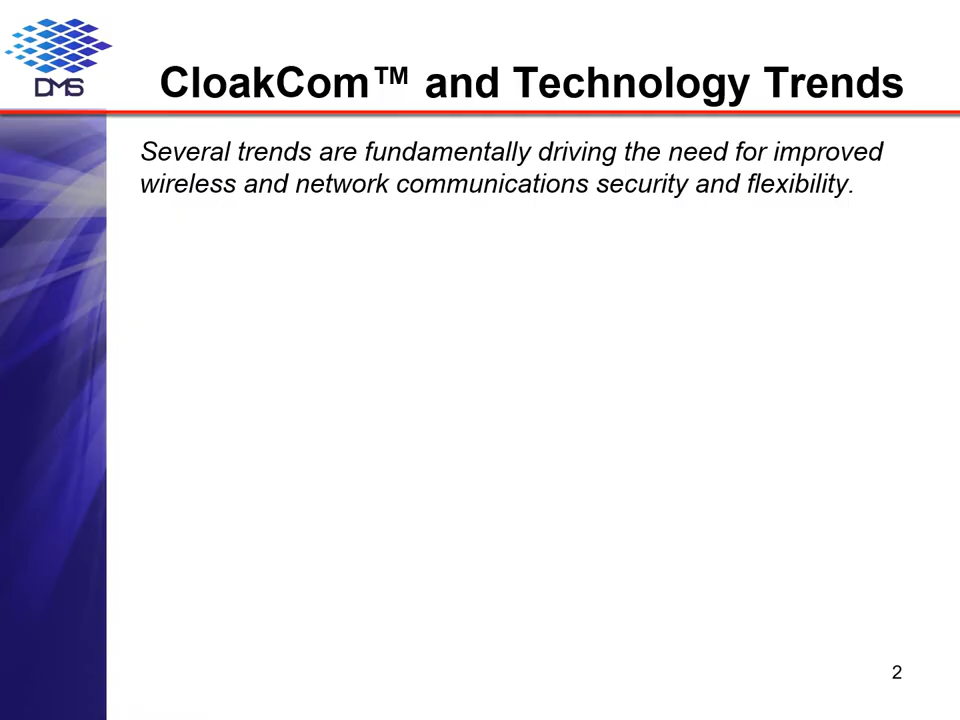 DMS
CloakCom™ and Technology Trends
Several trends are fundamentally driving the need for improved
wireless and network communications security and flexibility.
2